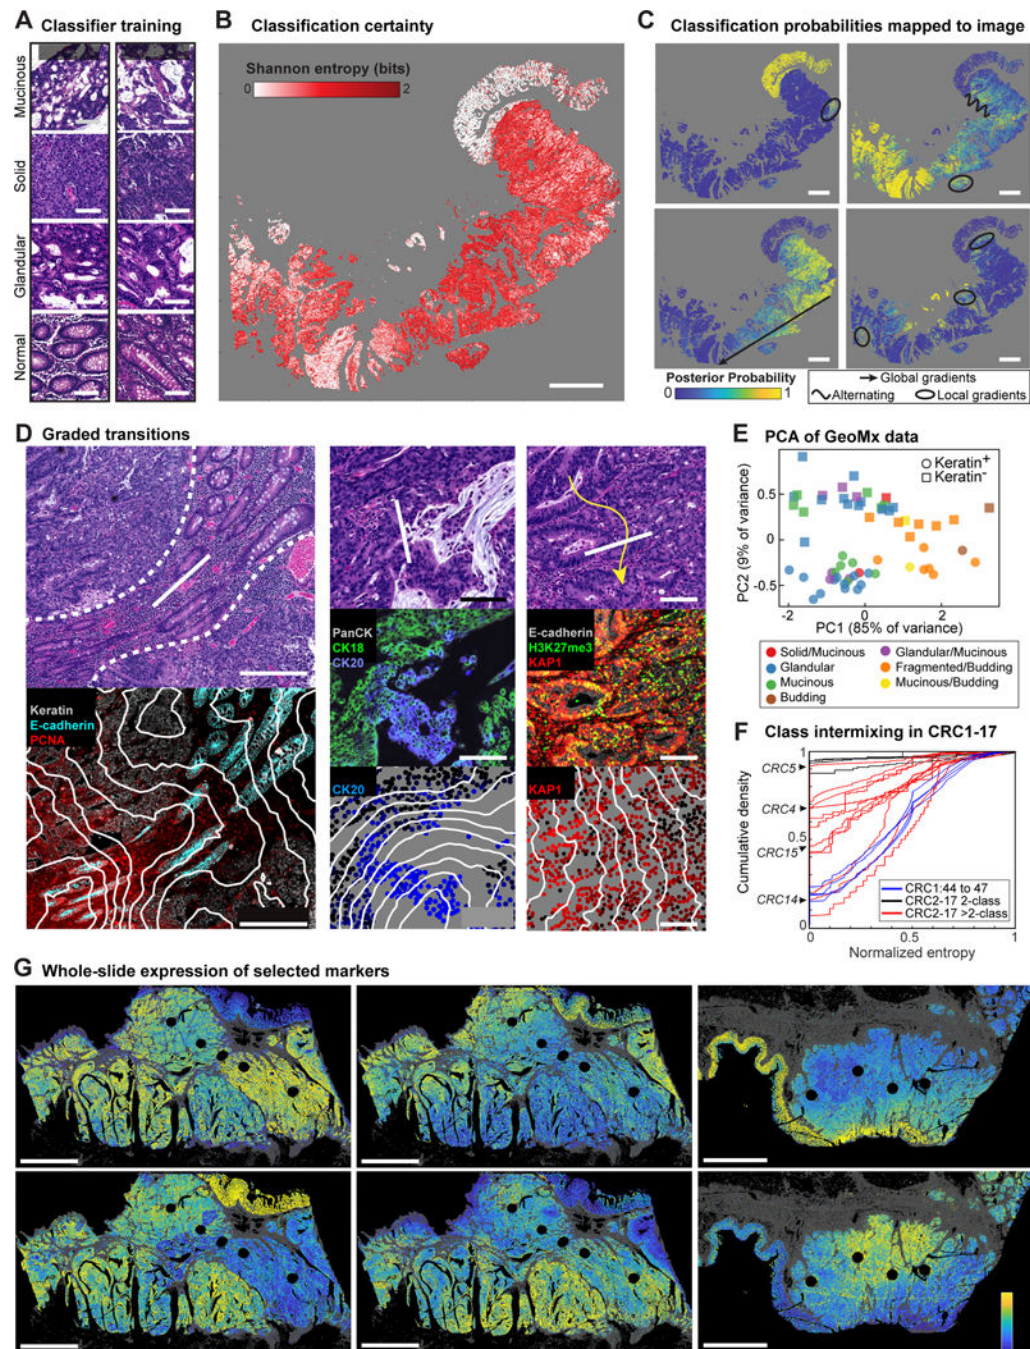 A Classifier training
Mucinous
Solid
Glandular
Normal
B Classification certainty
Shannon entropy (bits)
0 2
C Classification probabilities mapped to image
Posterior Probability
0 1
Global gradients
Alternating
Local gradients
D Graded transitions
Keratin
E-cadherin
PCNA
PanCK
CK18
CK20
CK20
E-cadherin
H3K27me3
KAP1
KAP1
E PCA of GeoMx data
Keratin+
Keratin-
PC2 (9% of variance)
0.5
0
-0.5
-2 0 2
PC1 (85% of variance)
Solid/Mucinous
Glandular
Mucinous
Budding
Glandular/Mucinous
Fragmented/Budding
Mucinous/Budding
F Class intermixing in CRC1-17
Cumulative density
1
0.5
0
CRC5
CRC4
CRC15
CRC14
CRC1:44 to 47
CRC2-17 2-class
CRC2-17 >2-class
0 0.5 1
Normalized entropy
G Whole-slide expression of selected markers